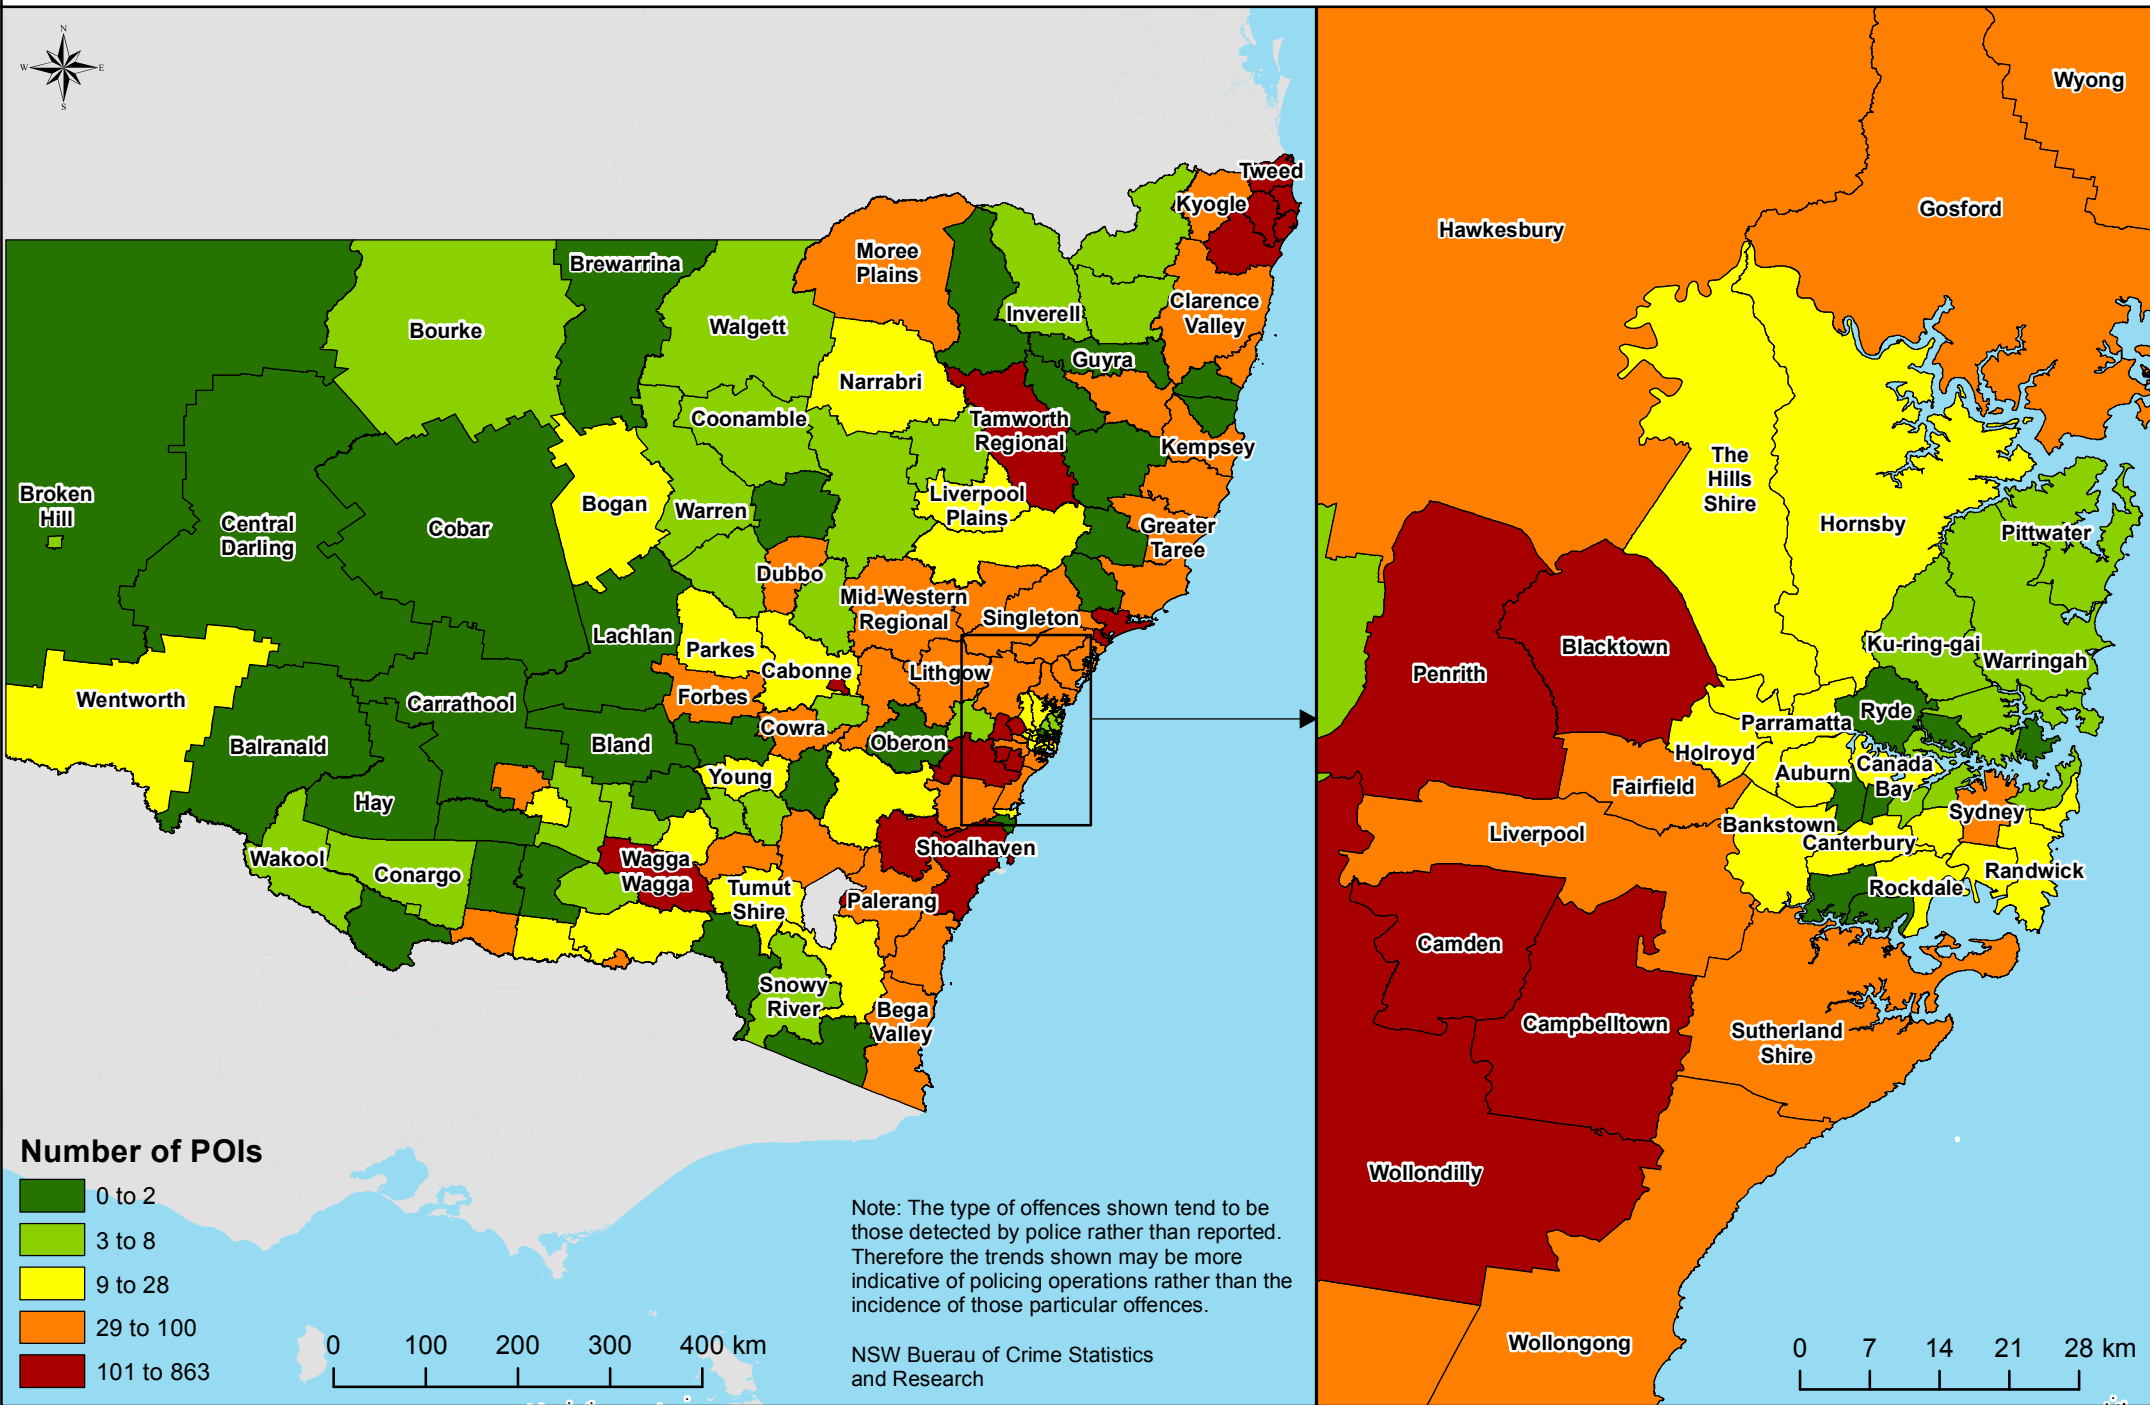 N
W
E
S
Tweed
Kyogle
Moree
Plains
Brewarrina
Clarence
Valley
Inverell
Walgett
Bourke
Guyra
Narrabri
Coonamble
Tamworth
Regional
Kempsey
Broken
Hill
Bogan
Liverpool
Plains
Warren
Central
Darling
Cobar
Greater
Taree
Dubbo
Mid-Western
Regional
Singleton
Lachlan
Parkes
Cabonne
Lithgow
Wentworth
Forbes
Carrathool
Cowra
Balranald
Bland
Oberon
Young
Hay
Shoalhaven
Wakool
Wagga
Wagga
Conargo
Tumut
Shire
Palerang
Snowy
River
Bega
Valley
Number of POIs
0 to 2
3 to 8
9 to 28
29 to 100
101 to 863
0 100 200 300 400 km
Note: The type of offences shown tend to be
those detected by police rather than reported.
Therefore the trends shown may be more
indicative of policing operations rather than the
incidence of those particular offences.
NSW Buerau of Crime Statistics
and Research
Wyong
Gosford
Hawkesbury
The
Hills
Shire
Hornsby
Pittwater
Ku-ring-gai
Warringah
Blacktown
Penrith
Ryde
Parramatta
Holroyd
Auburn
Canada
Bay
Fairfield
Sydney
Bankstown
Liverpool
Canterbury
Randwick
Rockdale
Camden
Campbelltown
Sutherland
Shire
Wollondilly
Wollongong
0 7 14 21 28 km